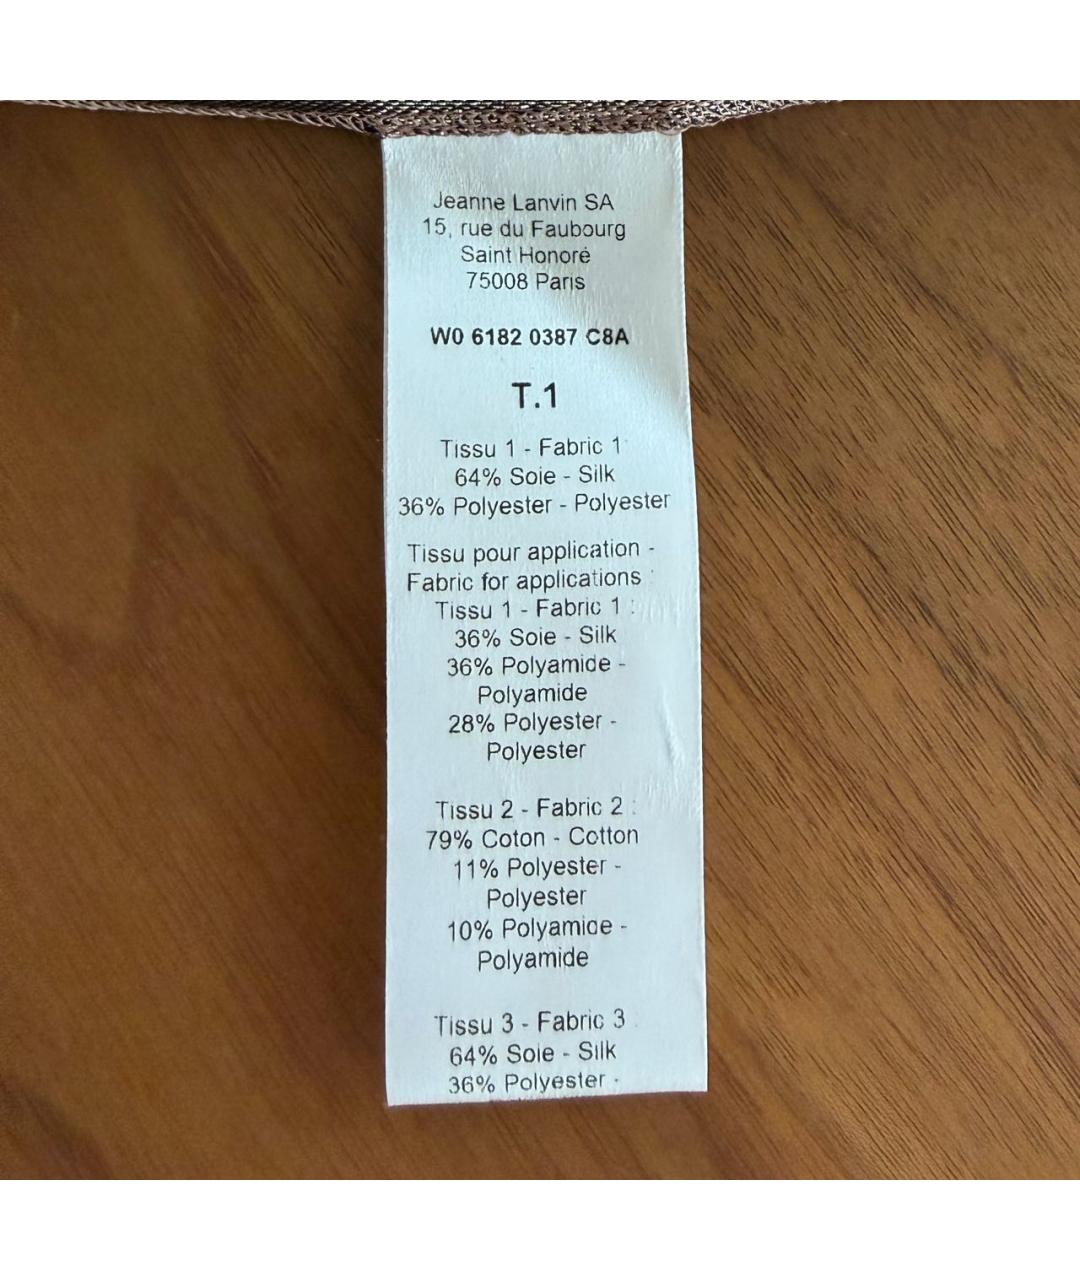 Jeanne Lanvin SA
15, rue du Faubourg
Saint Honoré
75008 Paris
W0 6182 0387 C8A
T.1
Tissu 1 - Fabric 1
64% Soie - Silk
36% Polyester - Polyester
Tissu pour application -
Fabric for applications :
Tissu 1 - Fabric 1 :
36% Soie - Silk
36% Polyamide -
Polyamide
28% Polyester -
Polyester
Tissu 2 - Fabric 2 :
79% Coton - Cotton
11% Polyester -
Polyester
10% Polyamide -
Polyamide
Tissu 3 - Fabric 3
64% Soie - Silk
36% Polyester -